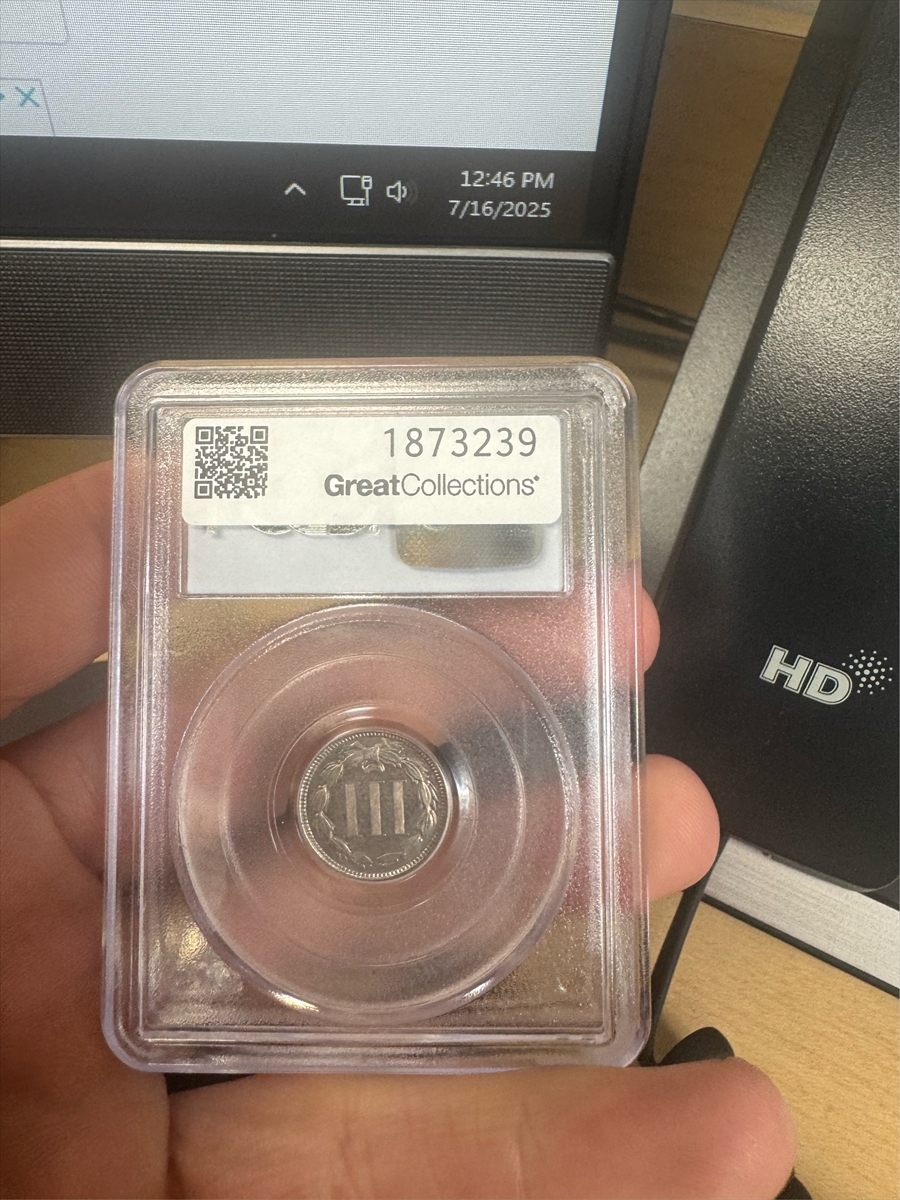 12:46 PM
7/16/2025
1873239
GreatCollections
III
HD